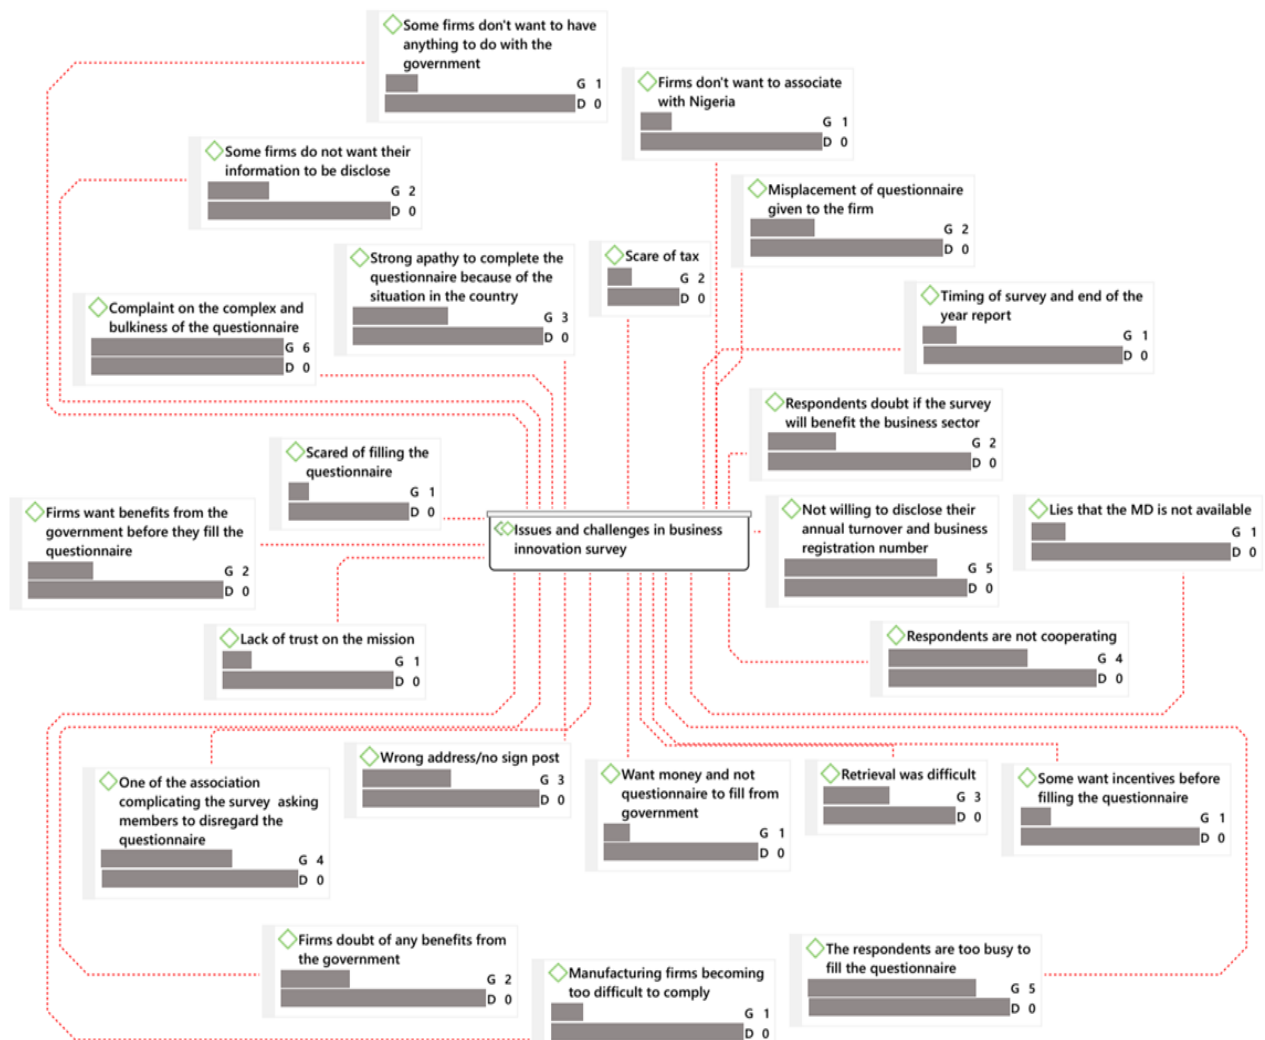 Some firms don't want to have
anything to do with the
government
G 1
D 0
Firms don't want to associate
with Nigeria
G 1
D 0
Some firms do not want their
information to be disclose
G 2
D 0
Misplacement of questionnaire
given to the firm
G 2
D 0
Strong apathy to complete the
questionnaire because of the
situation in the country
G 3
D 0
Scare of tax
G 2
D 0
Complaint on the complex and
bulkiness of the questionnaire
G 6
D 0
Timing of survey and end of the
year report
G 1
D 0
Respondents doubt if the survey
will benefit the business sector
G 2
D 0
Scared of filling the
questionnaire
G 1
D 0
Firms want benefits from the
government before they fill the
questionnaire
G 2
D 0
Issues and challenges in business
innovation survey
Not willing to disclose their
annual turnover and business
registration number
G 5
D 0
Lies that the MD is not available
G 1
D 0
Lack of trust on the mission
G 1
D 0
Respondents are not cooperating
G 4
D 0
One of the association
complicating the survey asking
members to disregard the
questionnaire
G 4
D 0
Wrong address/no sign post
G 3
D 0
Want money and not
questionnaire to fill from
government
G 1
D 0
Retrieval was difficult
G 3
D 0
Some want incentives before
filling the questionnaire
G 1
D 0
Firms doubt of any benefits from
the government
G 2
D 0
Manufacturing firms becoming
too difficult to comply
G 1
D 0
The respondents are too busy to
fill the questionnaire
G 5
D 0